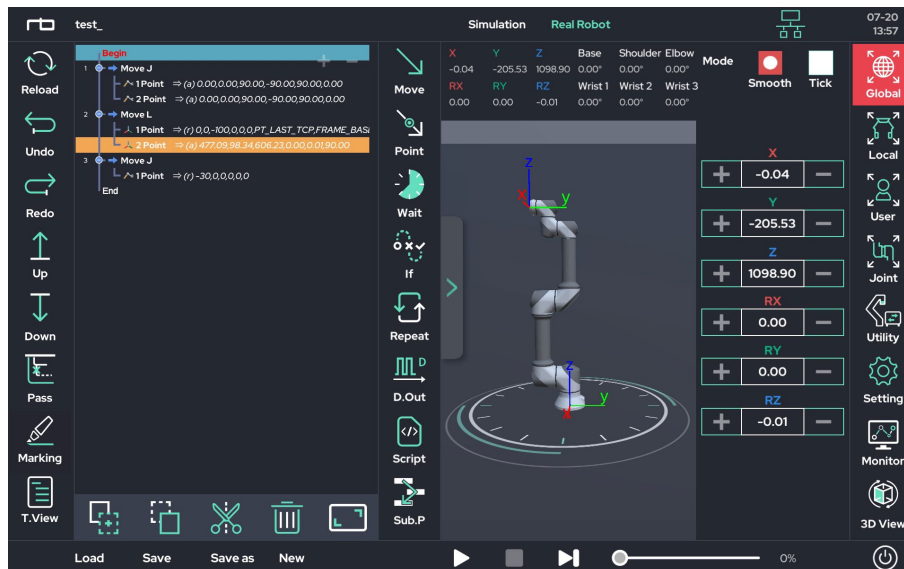 test_
Simulation Real Robot
07-20
13:57
Reload
Undo
Redo
Up
Down
Pass
Marking
T.View
Begin
1 Move J
1 Point ⇒ (a) 0.00,0.00,90.00,-90.00,90.00,0.00
2 Point ⇒ (a) 0.00,0.00,90.00,-90.00,90.00,0.00
2 Move L
1 Point ⇒ (r) 0,0,-100,0,0,0,PT_LAST_TCP,FRAME_BAS
2 Point ⇒ (a) 477.09,98.34,606.23,0.00,0.01,90.00
3 Move J
1 Point ⇒ (r) -30,0,0,0,0,0
End
Move
Point
Wait
If
Repeat
D
D.Out
</>
Script
Sub.P
X Y Z Base Shoulder Elbow
-0.04 -205.53 1098.90 0.00° 0.00° 0.00°
RX RY RZ Wrist 1 Wrist 2 Wrist 3
0.00 0.00 -0.01 0.00° 0.00° 0.00°
Mode
Smooth Tick
z
x y
z
y
x
X
-0.04
Y
-205.53
Z
1098.90
RX
0.00
RY
0.00
RZ
-0.01
Global
Local
User
Joint
Utility
Setting
Monitor
3D View
Load Save Save as New
0%